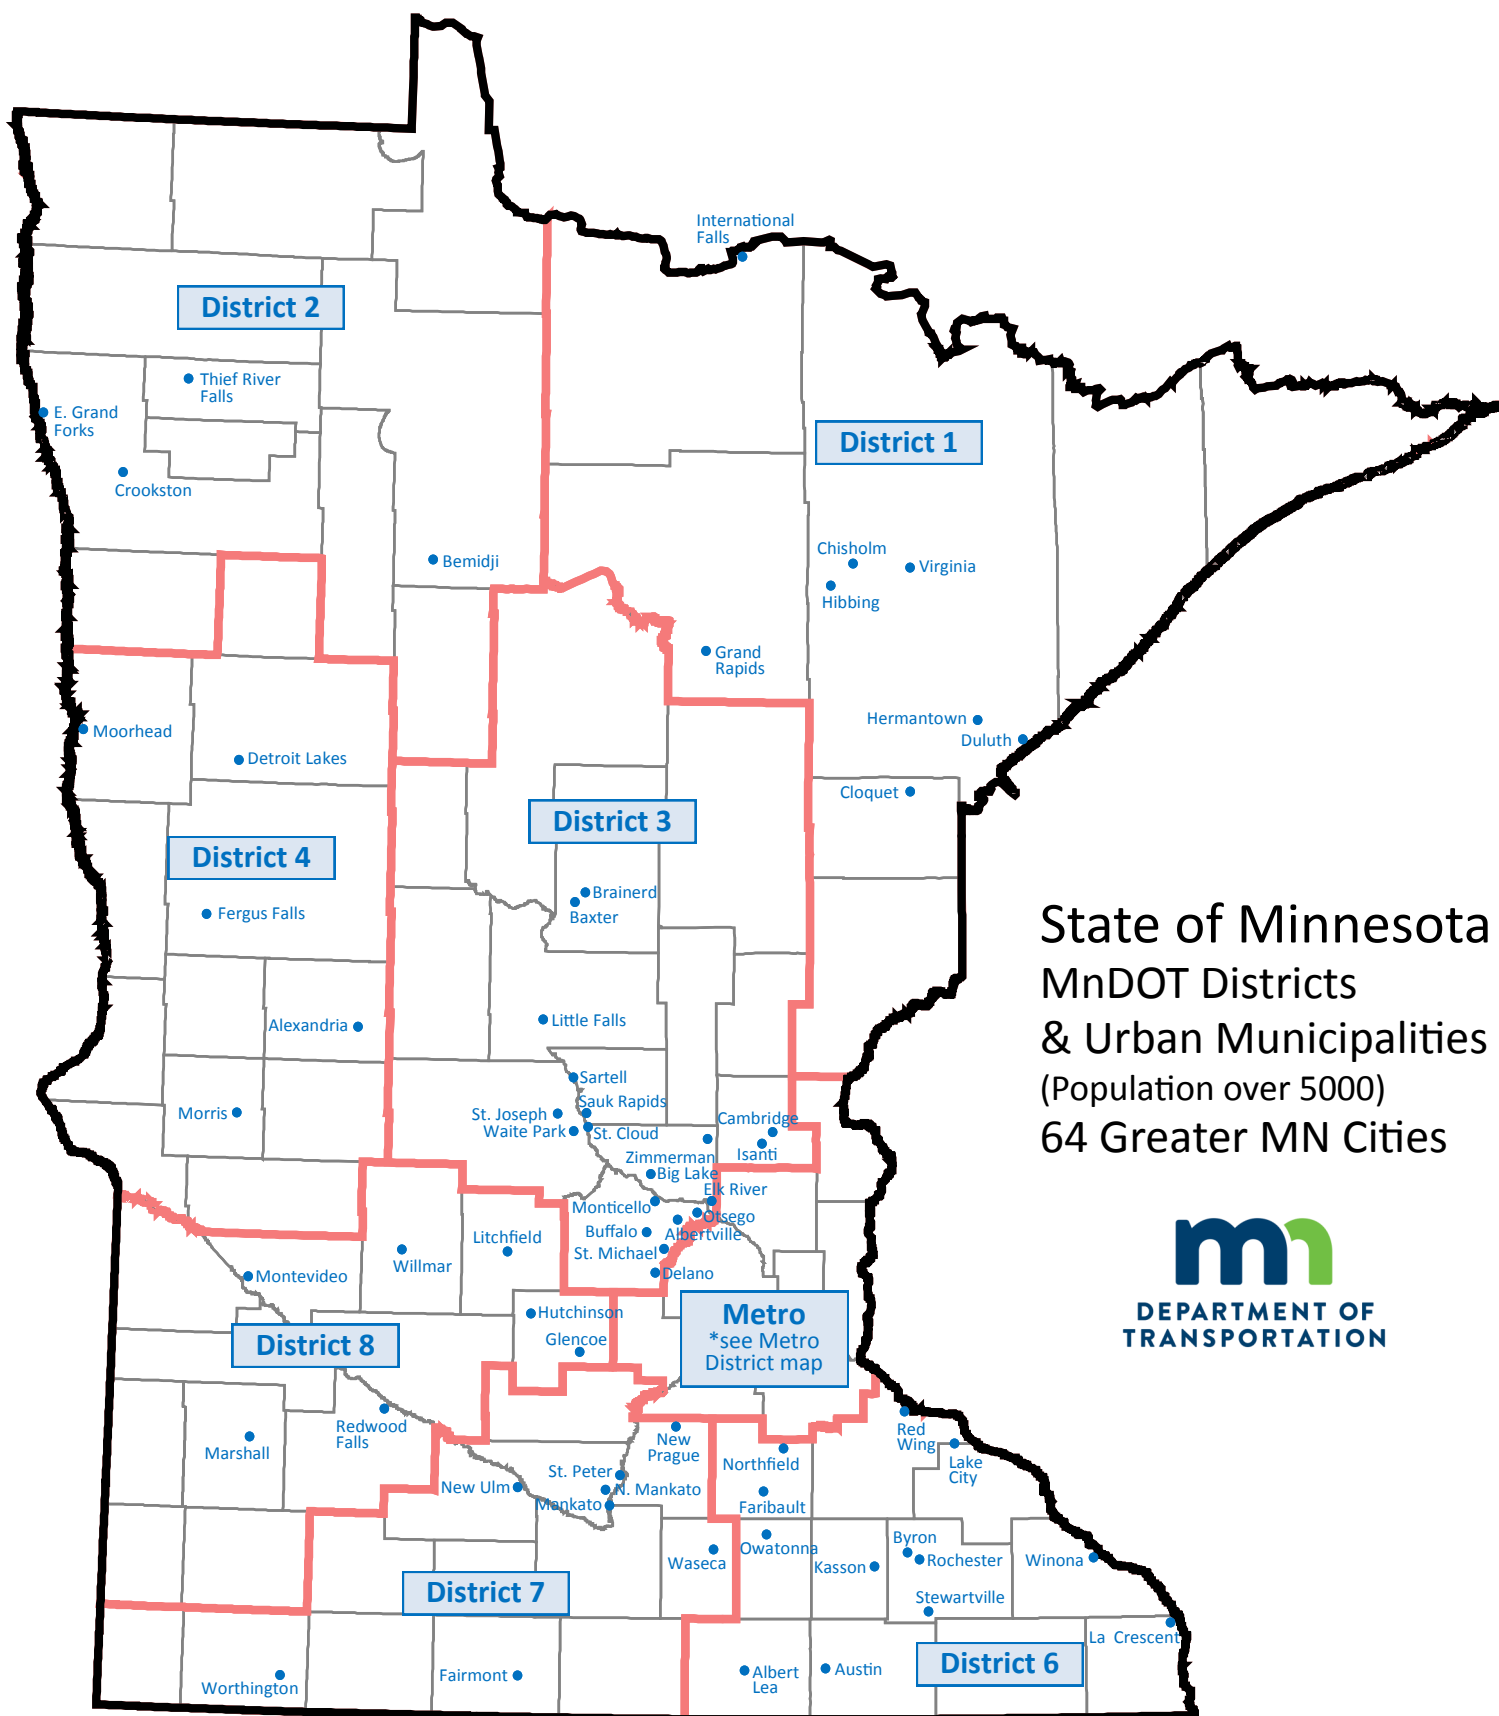 International
Falls
District 2
Thief River
Falls
E. Grand
Forks
Crookston
Bemidji
District 1
Chisholm
Virginia
Hibbing
Grand
Rapids
Hermantown
Duluth
Cloquet
Moorhead
Detroit Lakes
District 3
District 4
Fergus Falls
Brainerd
Baxter
Alexandria
Little Falls
Morris
Sartell
Sauk Rapids
St. Joseph
Waite Park
St. Cloud
Cambridge
Isanti
Zimmerman
Big Lake
Elk River
Monticello
Otsego
Albertville
Buffalo
St. Michael
Delano
Litchfield
Willmar
Montevideo
Hutchinson
Glencoe
District 8
Metro
*see Metro
District map
Redwood
Falls
Marshall
New
Prague
Northfield
Red
Wing
Lake
City
St. Peter
New Ulm
N. Mankato
Mankato
Faribault
Waseca
Owatonna
Kasson
Byron
Rochester
Winona
Stewartville
District 7
La Crescent
District 6
Worthington
Fairmont
Albert
Lea
Austin
State of Minnesota
MnDOT Districts
& Urban Municipalities
(Population over 5000)
64 Greater MN Cities
mn
DEPARTMENT OF
TRANSPORTATION